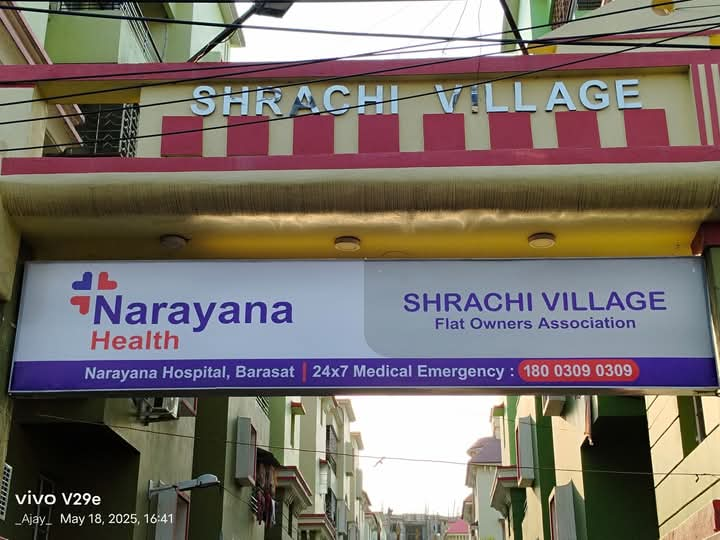 SHRACHI VILLAGE
Narayana
Health
SHRACHI VILLAGE
Flat Owners Association
Narayana Hospital, Barasat | 24x7 Medical Emergency : 180 0309 0309
vivo V29e
_Ajay_ May 18, 2025, 16:41